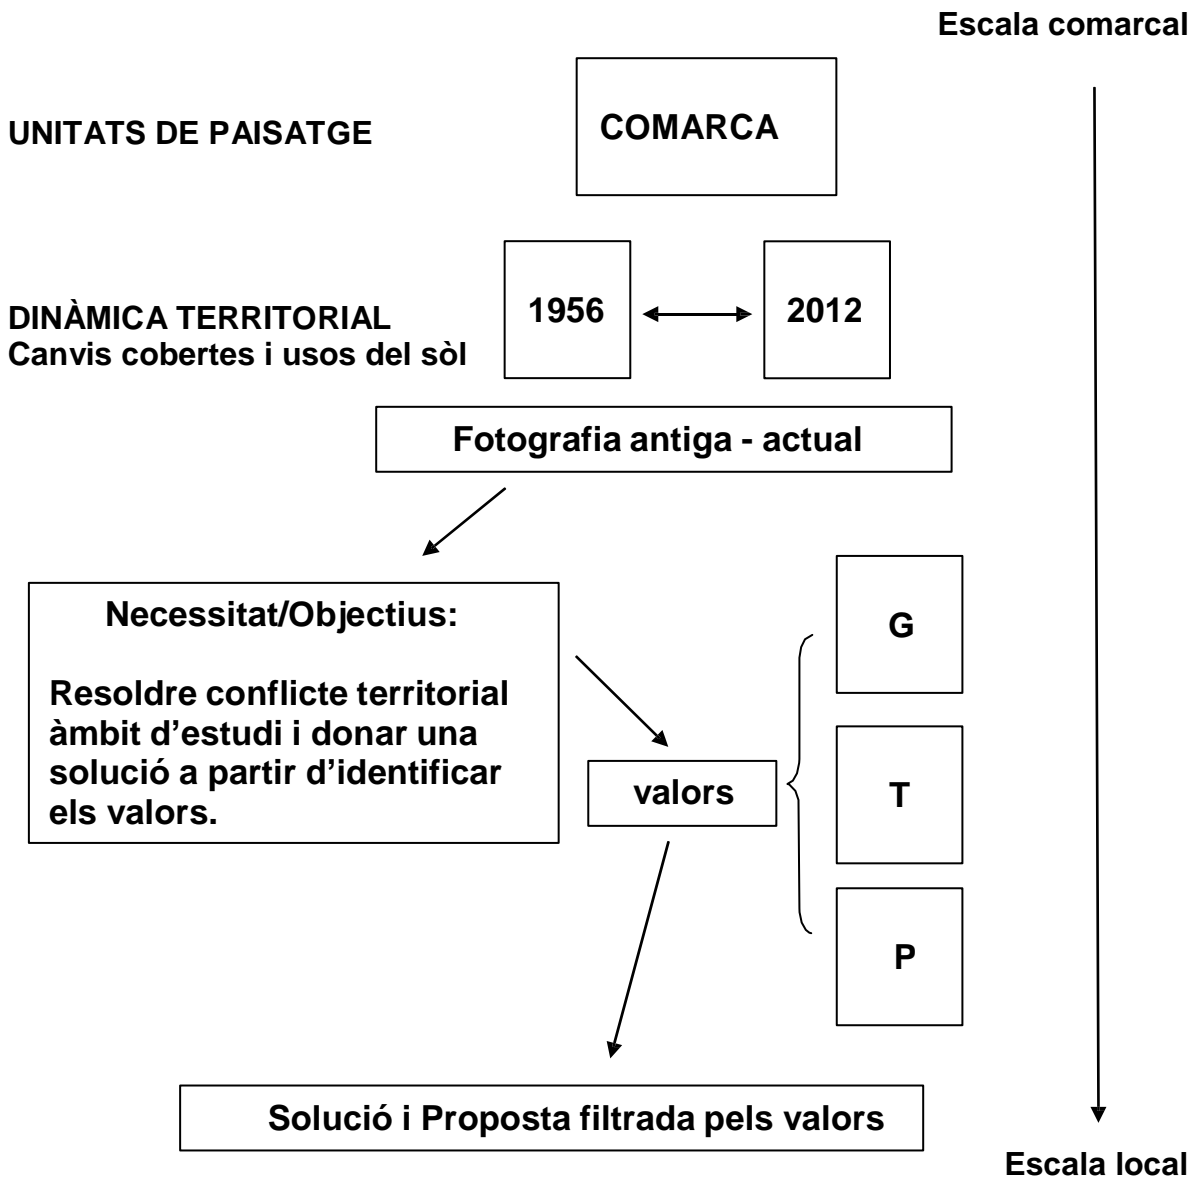 Escala comarcal
UNITATS DE PAISATGE
COMARCA
DINÀMICA TERRITORIAL
Canvis cobertes i usos del sòl
1956
2012
Fotografia antiga - actual
Necessitat/Objectius:
Resoldre conflicte territorial
àmbit d’estudi i donar una
solució a partir d’identificar
els valors.
valors
G
T
P
Solució i Proposta filtrada pels valors
Escala local